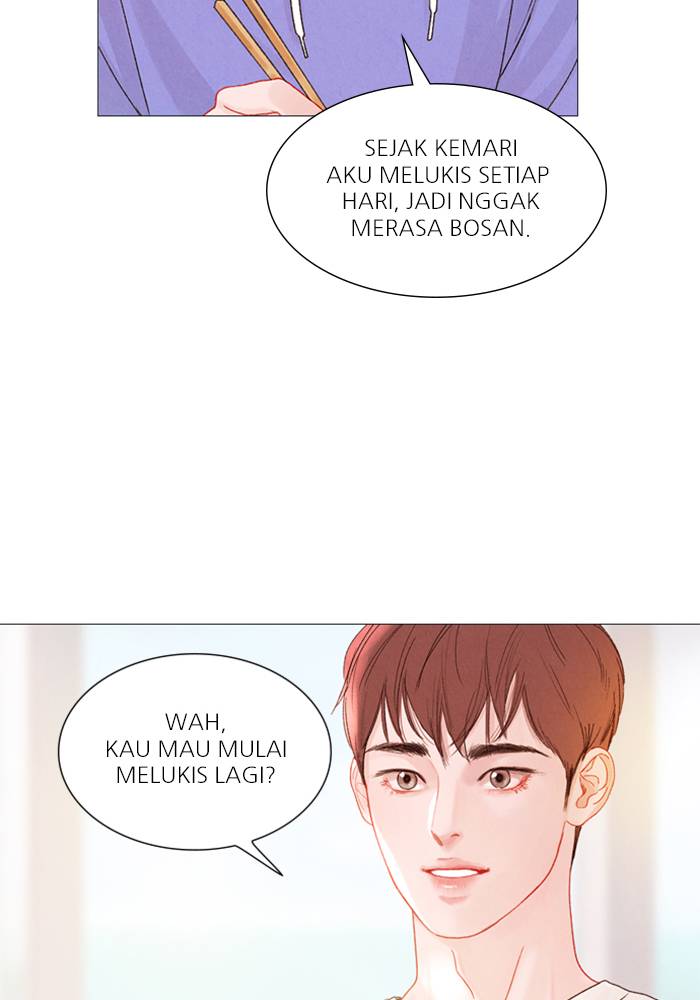 SEJAK KEMARI
AKU MELUKIS SETIAP
HARI, JADI NGGAK
MERASA BOSAN.
WAH,
KAU MAU MULAI
MELUKIS LAGI?